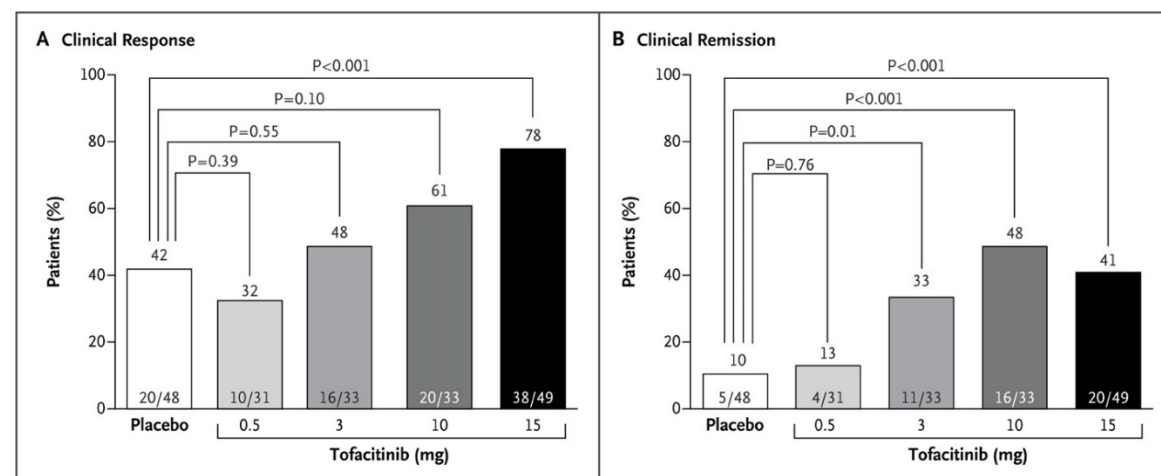 A Clinical Response
100
80
60
40
20
0
Patients (%)
P<0.001
P=0.10
P=0.55
P=0.39
42
32
48
61
78
20/48
10/31
16/33
20/33
38/49
Placebo
0.5
3
10
15
Tofacitinib (mg)
B Clinical Remission
100
80
60
40
20
0
Patients (%)
P<0.001
P<0.001
P=0.01
P=0.76
10
13
33
48
41
5/48
4/31
11/33
16/33
20/49
Placebo
0.5
3
10
15
Tofacitinib (mg)